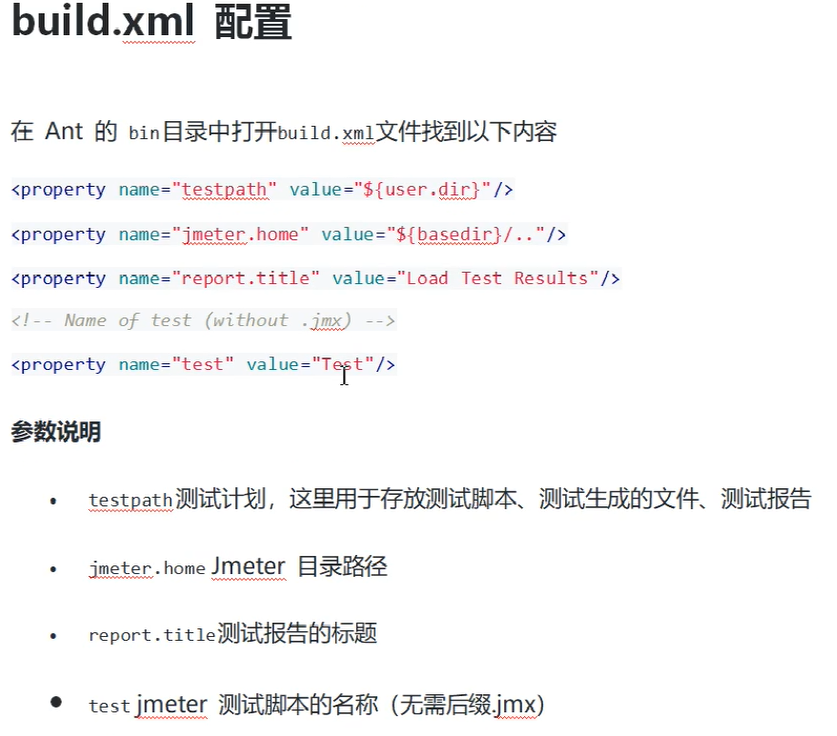 build.xml 配置
在 Ant 的 bin目录中打开build.xml文件找到以下内容
<property name="testpath" value="${user.dir}"/>
<property name="jmeter.home" value="${basedir}/.."/>
<property name="report.title" value="Load Test Results"/>
<!-- Name of test (without .jmx) -->
<property name="test" value="Test"/>
参数说明
• testpath测试计划，这里用于存放测试脚本、测试生成的文件、测试报告
• jmeter.home Jmeter 目录路径
• report.title测试报告的标题
• test jmeter 测试脚本的名称（无需后缀.jmx）